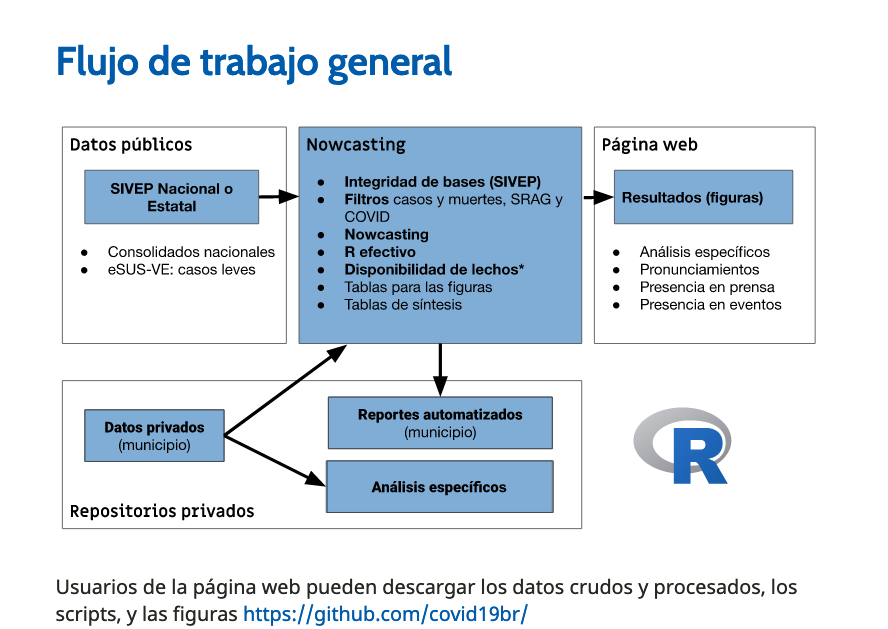 Flujo de trabajo general
Datos públicos
SIVEP Nacional o
Estatal
● Consolidados nacionales
● eSUS-VE: casos leves
Nowcasting
● Integridad de bases (SIVEP)
● Filtros casos y muertes, SRAG y
COVID
● Nowcasting
● R efectivo
● Disponibilidad de lechos*
● Tablas para las figuras
● Tablas de síntesis
Página web
Resultados (figuras)
● Análisis específicos
● Pronunciamientos
● Presencia en prensa
● Presencia en eventos
Datos privados
(municipio)
Reportes automatizados
(municipio)
Análisis específicos
Repositorios privados
R
Usuarios de la página web pueden descargar los datos crudos y procesados, los
scripts, y las figuras https://github.com/covid19br/